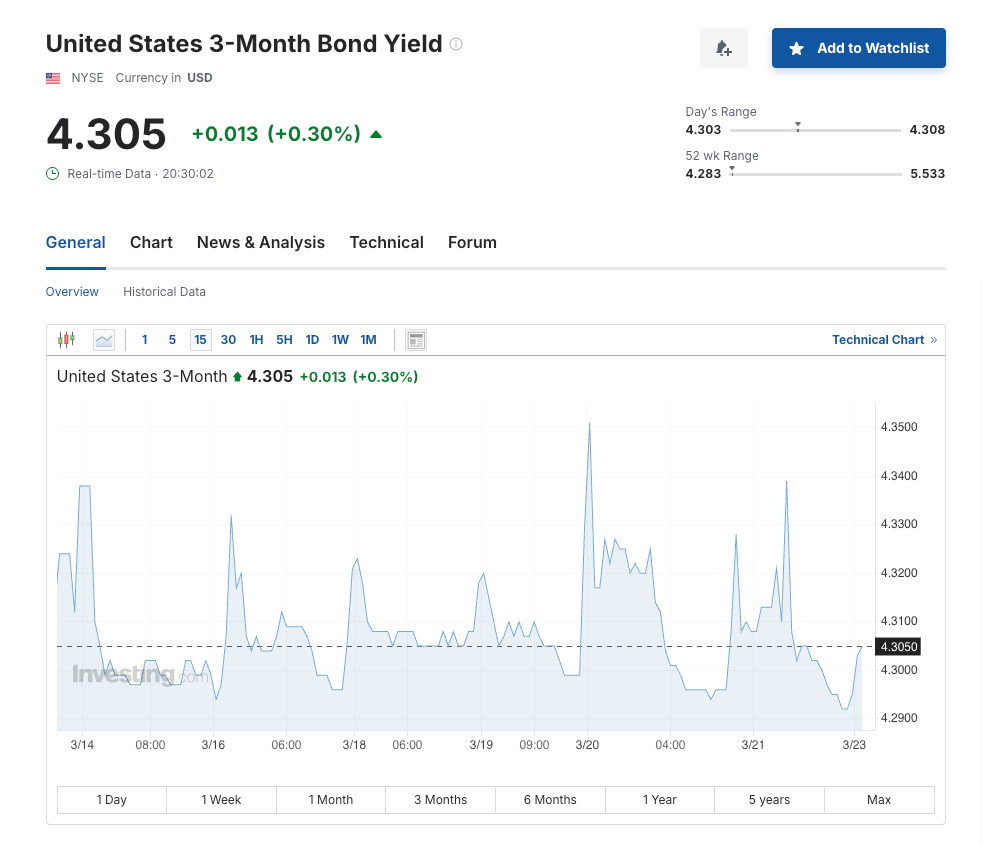 United States 3-Month Bond Yield
Add to Watchlist
NYSE Currency in USD
4.305 +0.013 (+0.30%)
Real-time Data · 20:30:02
Day's Range
4.303 4.308
52 wk Range
4.283 5.533
General Chart News & Analysis Technical Forum
Overview Historical Data
1 5 15 30 1H 5H 1D 1W 1M
Technical Chart »
United States 3-Month 4.305 +0.013 (+0.30%)
4.3500
4.3400
4.3300
4.3200
4.3100
4.3050
4.3000
4.2900
Investing.com
3/14 08:00 3/16 06:00 3/18 06:00 3/19 09:00 3/20 04:00 3/21 3/23
1 Day 1 Week 1 Month 3 Months 6 Months 1 Year 5 years Max